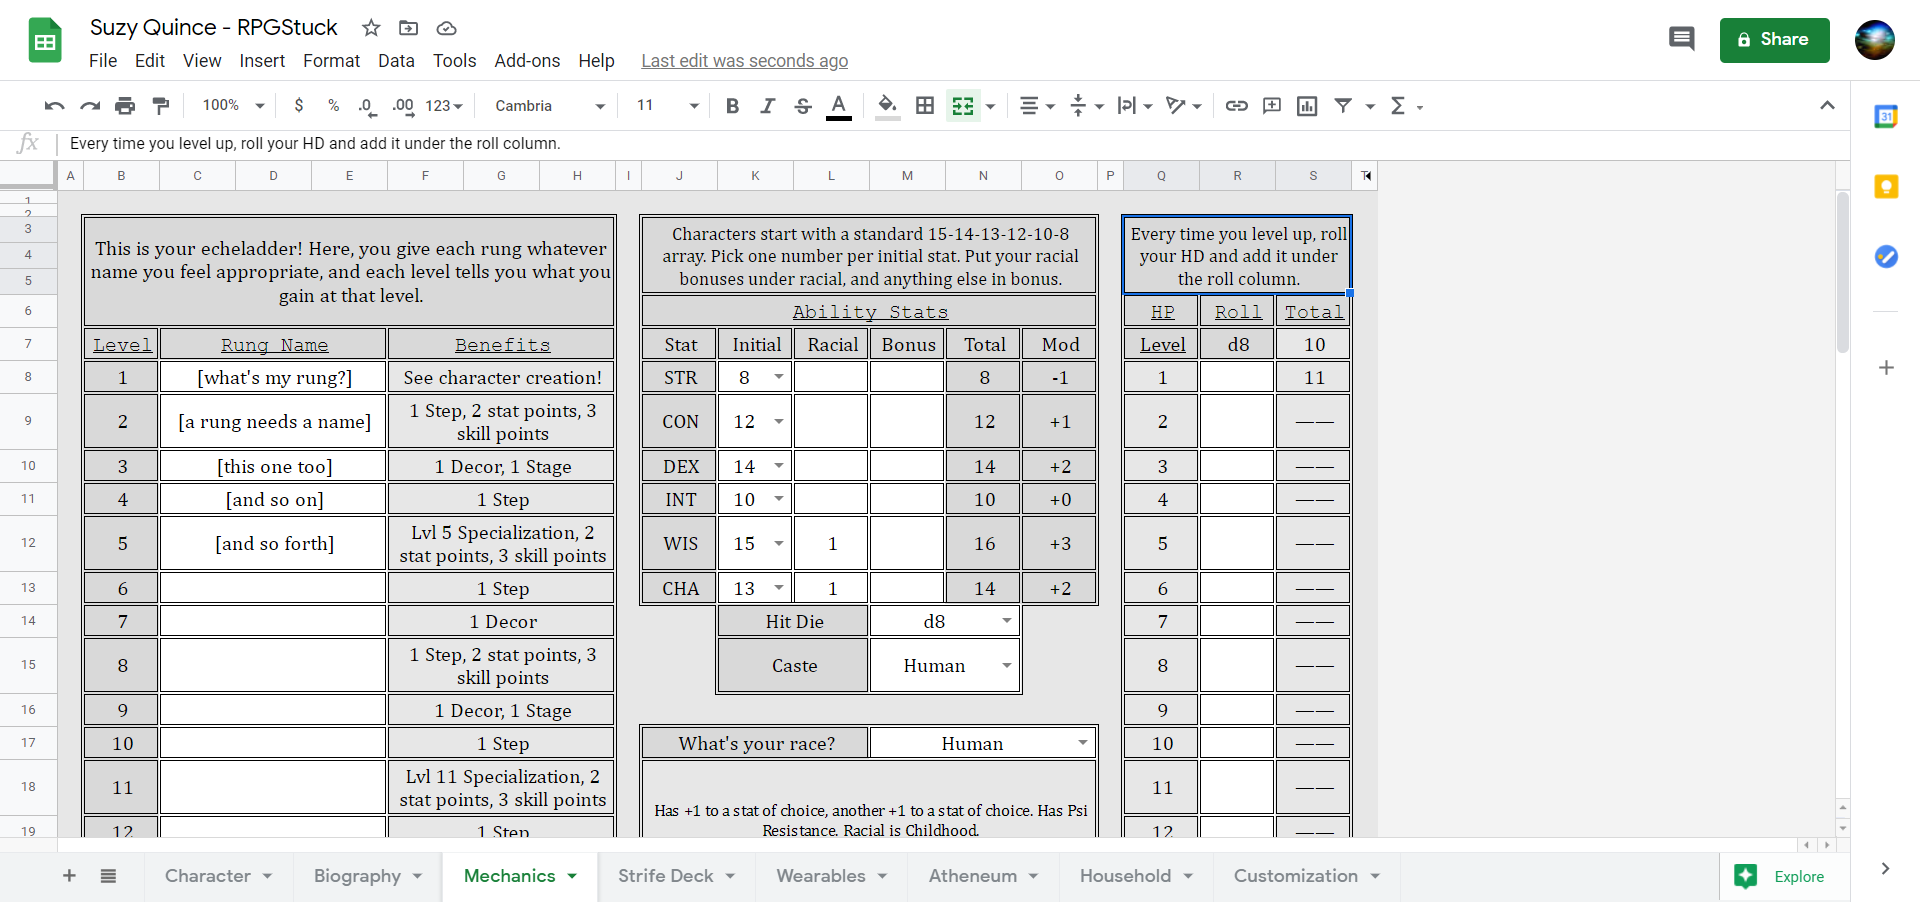 Suzy Quince - RPGStuck
File Edit View Insert Format Data Tools Add-ons Help Last edit was seconds ago
Share
100% $ % .0 .00 123 Cambria 11 B I S A Σ
31
fx Every time you level up, roll your HD and add it under the roll column.
A B C D E F G H I J K L M N O P Q R S T
1
2
3
4
5
This is your echeladder! Here, you give each rung whatever
name you feel appropriate, and each level tells you what you
gain at that level.
Characters start with a standard 15-14-13-12-10-8
array. Pick one number per initial stat. Put your racial
bonuses under racial, and anything else in bonus.
Every time you level up, roll
your HD and add it under
the roll column.
6 Ability Stats HP Roll Total
7 Level Rung Name Benefits Stat Initial Racial Bonus Total Mod Level d8 10
8 1 [what's my rung?] See character creation! STR 8 8 -1 1 11
9 2 [a rung needs a name] 1 Step, 2 stat points, 3
skill points CON 12 12 +1 2 ——
10 3 [this one too] 1 Decor, 1 Stage DEX 14 14 +2 3 ——
11 4 [and so on] 1 Step INT 10 10 +0 4 ——
12 5 [and so forth] Lvl 5 Specialization, 2
stat points, 3 skill points WIS 15 1 16 +3 5 ——
13 6 1 Step CHA 13 1 14 +2 6 ——
14 7 1 Decor Hit Die d8 7 ——
15 8 1 Step, 2 stat points, 3
skill points Caste Human 8 ——
16 9 1 Decor, 1 Stage 9 ——
17 10 1 Step What's your race? Human 10 ——
18 11 Lvl 11 Specialization, 2
stat points, 3 skill points 11 ——
Has +1 to a stat of choice, another +1 to a stat of choice. Has Psi
Resistance. Racial is Childhood.
19 12 1 Step 12 ——
Character Biography Mechanics Strife Deck Wearables Atheneum Household Customization Explore